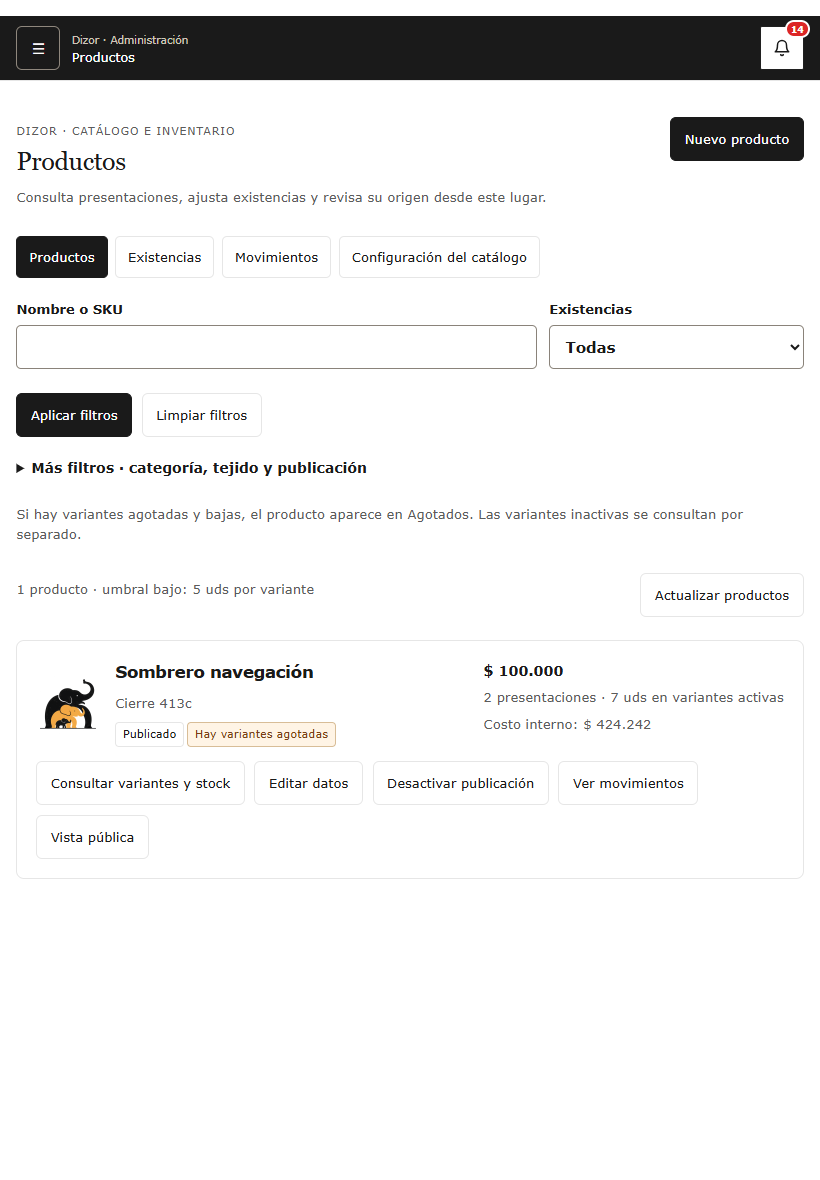 ☰
Dizor · Administración
Productos
14
DIZOR · CATÁLOGO E INVENTARIO
Productos
Nuevo producto
Consulta presentaciones, ajusta existencias y revisa su origen desde este lugar.
Productos
Existencias
Movimientos
Configuración del catálogo
Nombre o SKU
Existencias
Todas
Aplicar filtros
Limpiar filtros
▶ Más filtros · categoría, tejido y publicación
Si hay variantes agotadas y bajas, el producto aparece en Agotados. Las variantes inactivas se consultan por
separado.
1 producto · umbral bajo: 5 uds por variante
Actualizar productos
Sombrero navegación
Cierre 413c
Publicado
Hay variantes agotadas
$ 100.000
2 presentaciones · 7 uds en variantes activas
Costo interno: $ 424.242
Consultar variantes y stock
Editar datos
Desactivar publicación
Ver movimientos
Vista pública